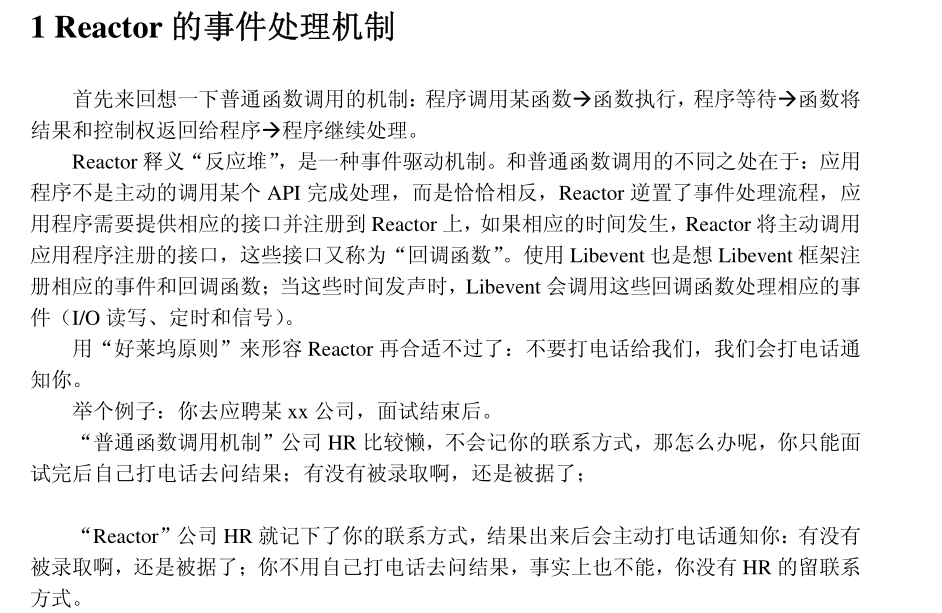 1 Reactor 的事件处理机制
首先来回想一下普通函数调用的机制：程序调用某函数→函数执行，程序等待→函数将
结果和控制权返回给程序→程序继续处理。
Reactor 释义“反应堆”，是一种事件驱动机制。和普通函数调用的不同之处在于：应用
程序不是主动的调用某个 API 完成处理，而是恰恰相反，Reactor 逆置了事件处理流程，应
用程序需要提供相应的接口并注册到 Reactor 上，如果相应的时间发生，Reactor 将主动调用
应用程序注册的接口，这些接口又称为“回调函数”。使用 Libevent 也是想 Libevent 框架注
册相应的事件和回调函数；当这些时间发声时，Libevent 会调用这些回调函数处理相应的事
件（I/O 读写、定时和信号）。
用“好莱坞原则”来形容 Reactor 再合适不过了：不要打电话给我们，我们会打电话通
知你。
举个例子：你去应聘某 xx 公司，面试结束后。
“普通函数调用机制”公司 HR 比较懒，不会记你的联系方式，那怎么办呢，你只能面
试完后自己打电话去问结果；有没有被录取啊，还是被据了；
“Reactor”公司 HR 就记下了你的联系方式，结果出来后会主动打电话通知你：有没有
被录取啊，还是被据了；你不用自己打电话去问结果，事实上也不能，你没有 HR 的留联系
方式。